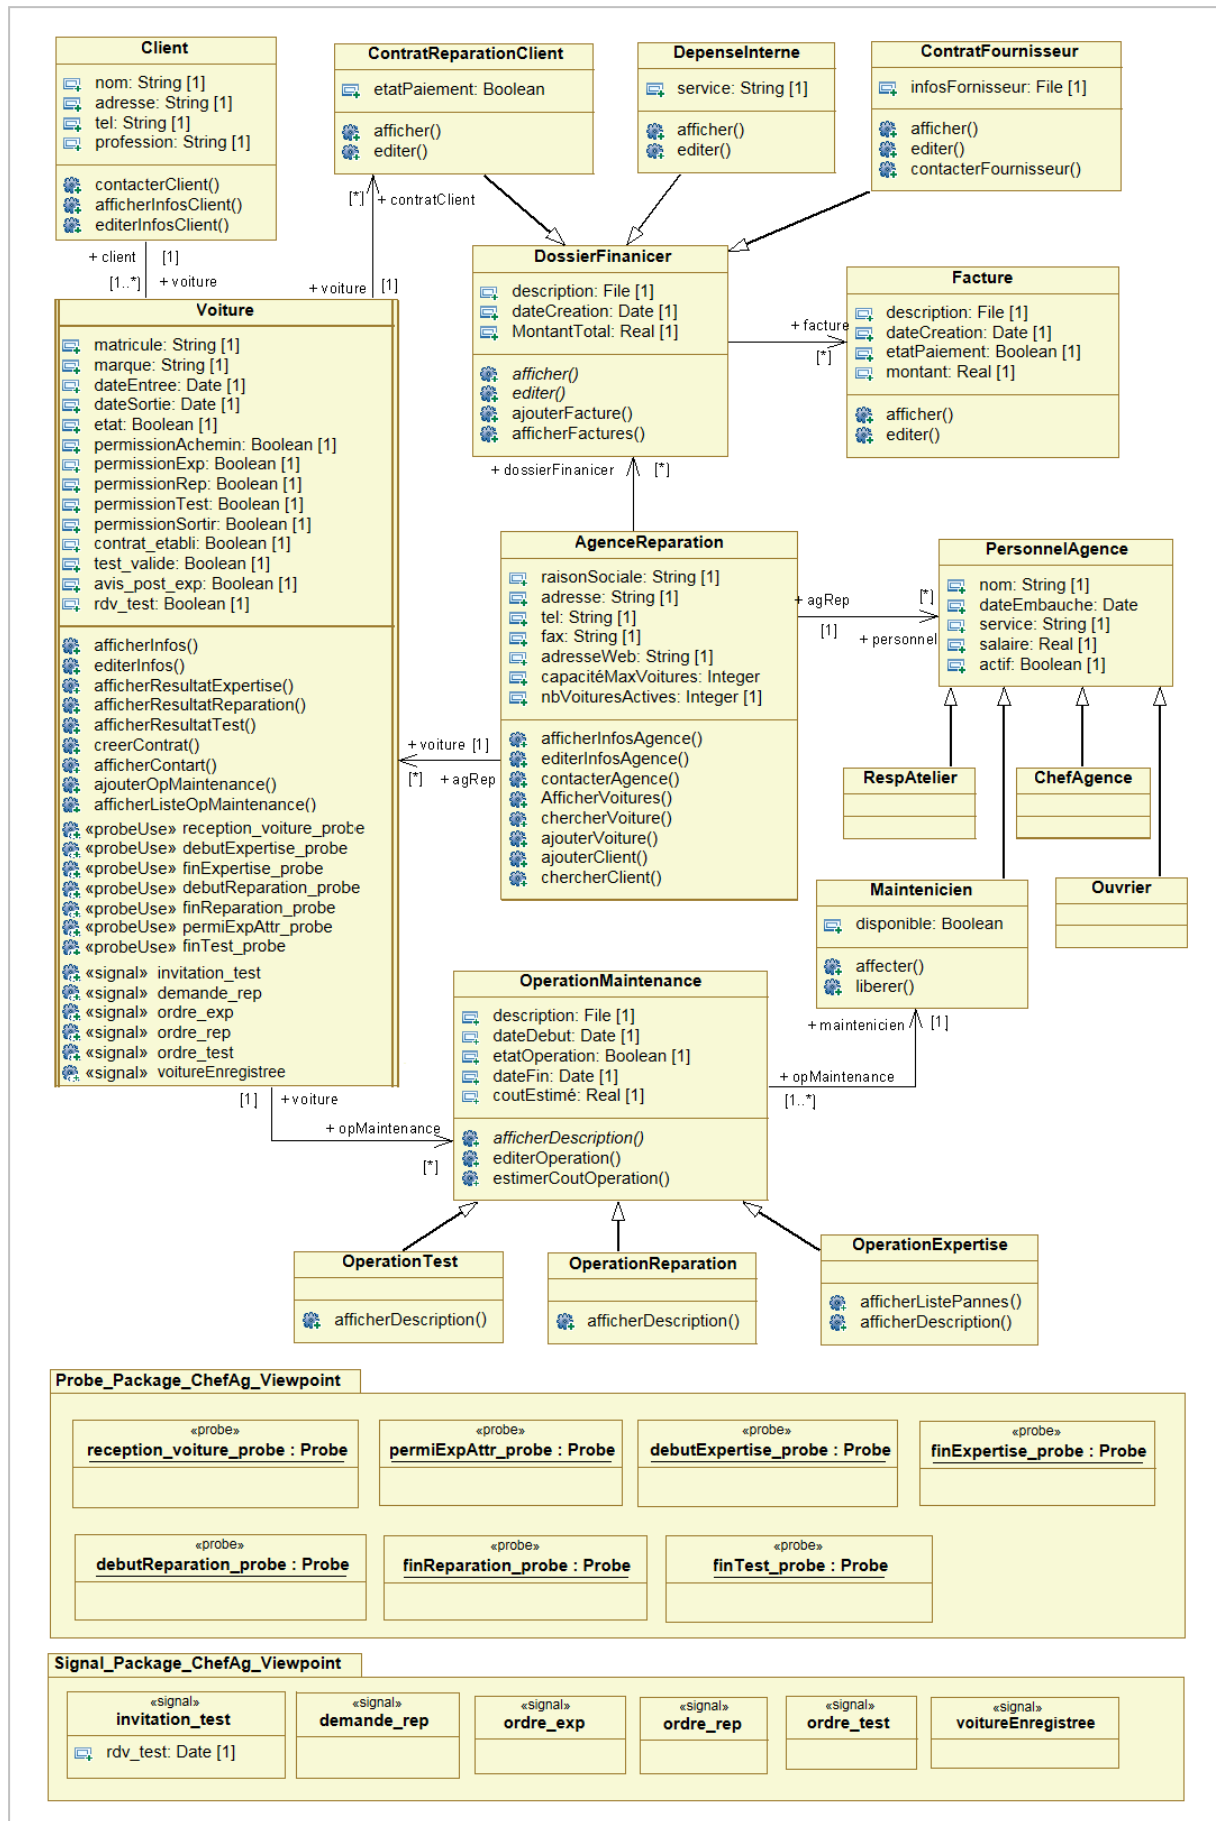 Client
nom: String [1]
adresse: String [1]
tel: String [1]
profession: String [1]
contacterClient()
afficherInfosClient()
editerInfosClient()
ContratReparationClient
etatPaiement: Boolean
afficher()
editer()
DepenseInterne
service: String [1]
afficher()
editer()
ContratFournisseur
infosFornisseur: File [1]
afficher()
editer()
contacterFournisseur()
+ client [1]
[1..*] + voiture
[*] + contratClient
+ voiture [1]
DossierFinanicer
description: File [1]
dateCreation: Date [1]
MontantTotal: Real [1]
afficher()
editer()
ajouterFacture()
afficherFactures()
+ facture
[*]
Facture
description: File [1]
dateCreation: Date [1]
etatPaiement: Boolean [1]
montant: Real [1]
afficher()
editer()
Voiture
matricule: String [1]
marque: String [1]
dateEntree: Date [1]
dateSortie: Date [1]
etat: Boolean [1]
permissionAchemin: Boolean [1]
permissionExp: Boolean [1]
permissionRep: Boolean [1]
permissionTest: Boolean [1]
permissionSortir: Boolean [1]
contrat_etabli: Boolean [1]
test_valide: Boolean [1]
avis_post_exp: Boolean [1]
rdv_test: Boolean [1]
afficherInfos()
editerInfos()
afficherResultatExpertise()
afficherResultatReparation()
afficherResultatTest()
creerContrat()
afficherContart()
ajouterOpMaintenance()
afficherListeOpMaintenance()
«probeUse» reception_voiture_probe
«probeUse» debutExpertise_probe
«probeUse» finExpertise_probe
«probeUse» debutReparation_probe
«probeUse» finReparation_probe
«probeUse» permiExpAttr_probe
«probeUse» finTest_probe
«signal» invitation_test
«signal» demande_rep
«signal» ordre_exp
«signal» ordre_rep
«signal» ordre_test
«signal» voitureEnregistree
+ dossierFinanicer [*]
AgenceReparation
raisonSociale: String [1]
adresse: String [1]
tel: String [1]
fax: String [1]
adresseWeb: String [1]
capacitéMaxVoitures: Integer
nbVoituresActives: Integer [1]
afficherInfosAgence()
editerInfosAgence()
contacterAgence()
AfficherVoitures()
chercherVoiture()
ajouterVoiture()
ajouterClient()
chercherClient()
+ voiture [1]
[*] + agRep
+ agRep [*]
[1] + personnel
PersonnelAgence
nom: String [1]
dateEmbauche: Date
service: String [1]
salaire: Real [1]
actif: Boolean [1]
RespAtelier
ChefAgence
Maintenicien
disponible: Boolean
affecter()
liberer()
Ouvrier
+ maintenicien [1]
+ opMaintenance
[1..*]
OperationMaintenance
description: File [1]
dateDebut: Date [1]
etatOperation: Boolean [1]
dateFin: Date [1]
coutEstimé: Real [1]
afficherDescription()
editerOperation()
estimerCoutOperation()
[1] + voiture
+ opMaintenance
[*]
OperationTest
afficherDescription()
OperationReparation
afficherDescription()
OperationExpertise
afficherListePannes()
afficherDescription()
Probe_Package_ChefAg_Viewpoint
«probe»
reception_voiture_probe : Probe
«probe»
permiExpAttr_probe : Probe
«probe»
debutExpertise_probe : Probe
«probe»
finExpertise_probe : Probe
«probe»
debutReparation_probe : Probe
«probe»
finReparation_probe : Probe
«probe»
finTest_probe : Probe
Signal_Package_ChefAg_Viewpoint
«signal»
invitation_test
rdv_test: Date [1]
«signal»
demande_rep
«signal»
ordre_exp
«signal»
ordre_rep
«signal»
ordre_test
«signal»
voitureEnregistree